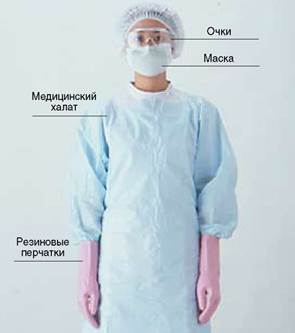 Очки
Маска
Медицинский
халат
Резиновые
перчатки